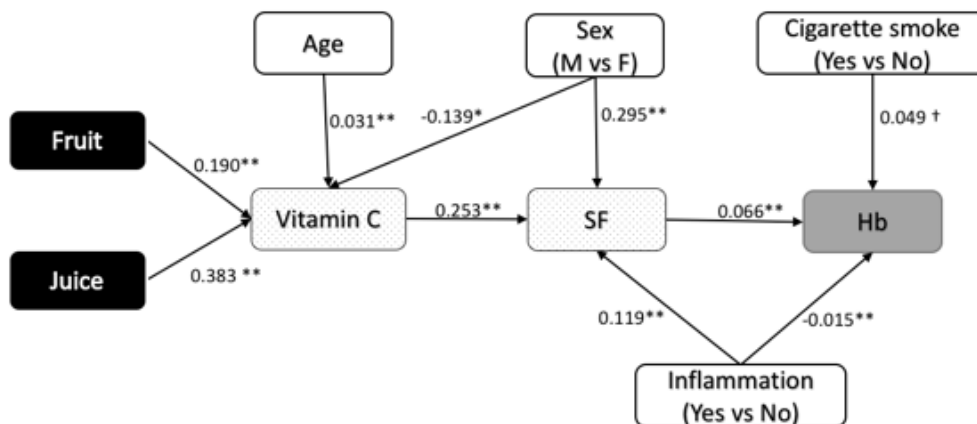 Age
Sex
(M vs F)
Cigarette smoke
(Yes vs No)
0.031**
-0.139*
0.295**
0.049 †
Fruit
0.190**
Vitamin C
0.253**
SF
0.066**
Hb
Juice
0.383 **
0.119**
-0.015**
Inflammation
(Yes vs No)